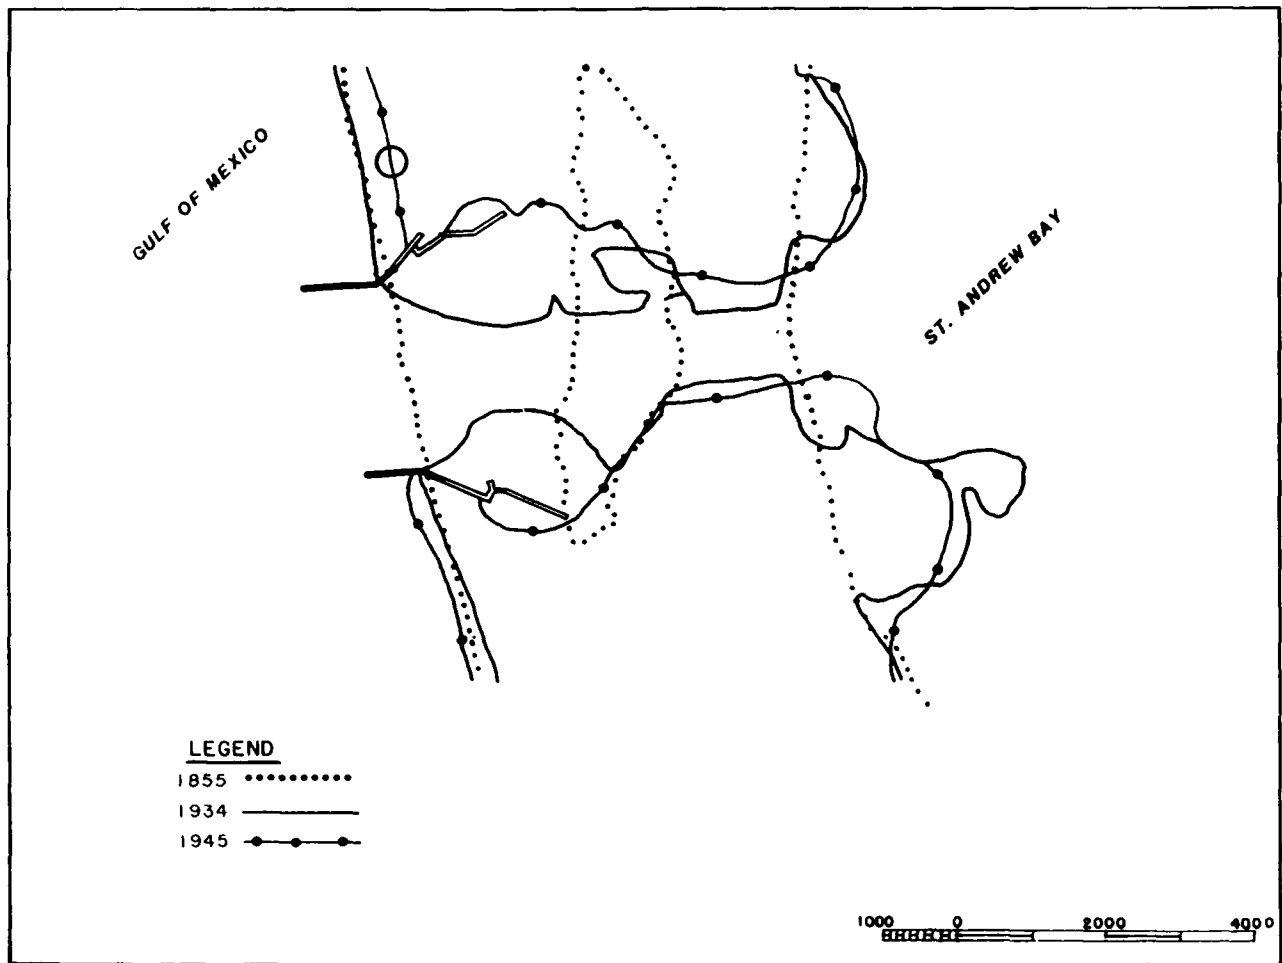 GULF OF MEXICO
ST. ANDREW BAY
LEGEND
1855
1934
1945
1000 0 2000 4000